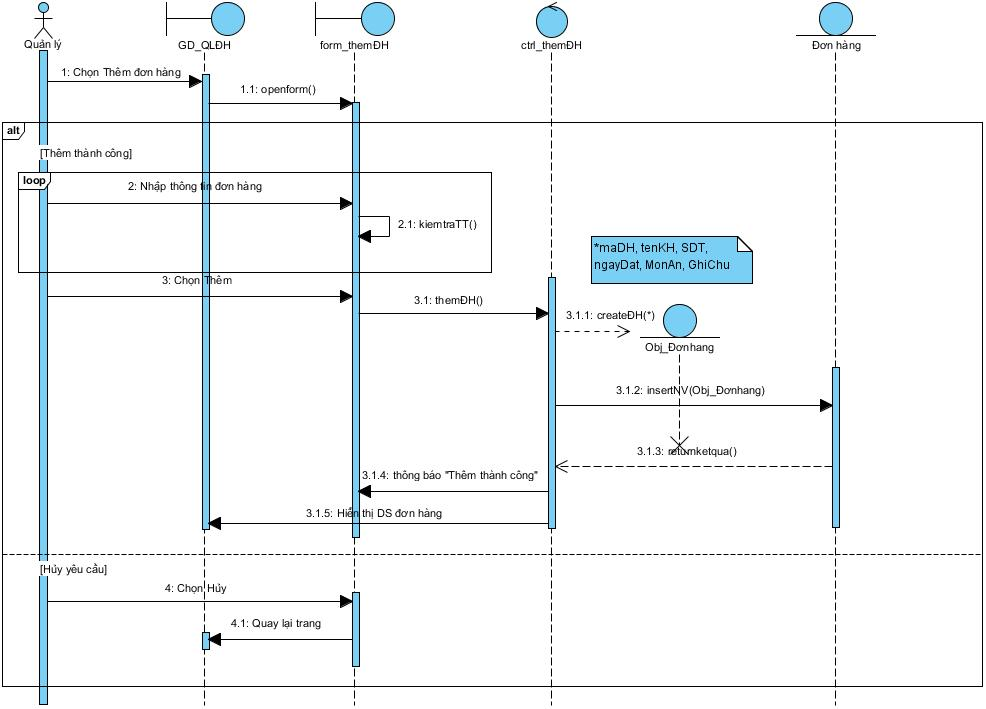 Quản lý
GD_QLĐH
form_themĐH
ctrl_themĐH
Đơn hàng
1: Chọn Thêm đơn hàng
1.1: openform()
alt
[Thêm thành công]
loop
2: Nhập thông tin đơn hàng
2.1: kiemtraTT()
*maDH, tenKH, SDT,
ngayDat, MonAn, GhiChu
3: Chọn Thêm
3.1: themĐH()
3.1.1: createĐH(*)
Obj_Đơnhang
3.1.2: insertNV(Obj_Đơnhang)
3.1.3: returnketqua()
3.1.4: thông báo "Thêm thành công"
3.1.5: Hiển thị DS đơn hàng
[Hủy yêu cầu]
4: Chọn Hủy
4.1: Quay lại trang